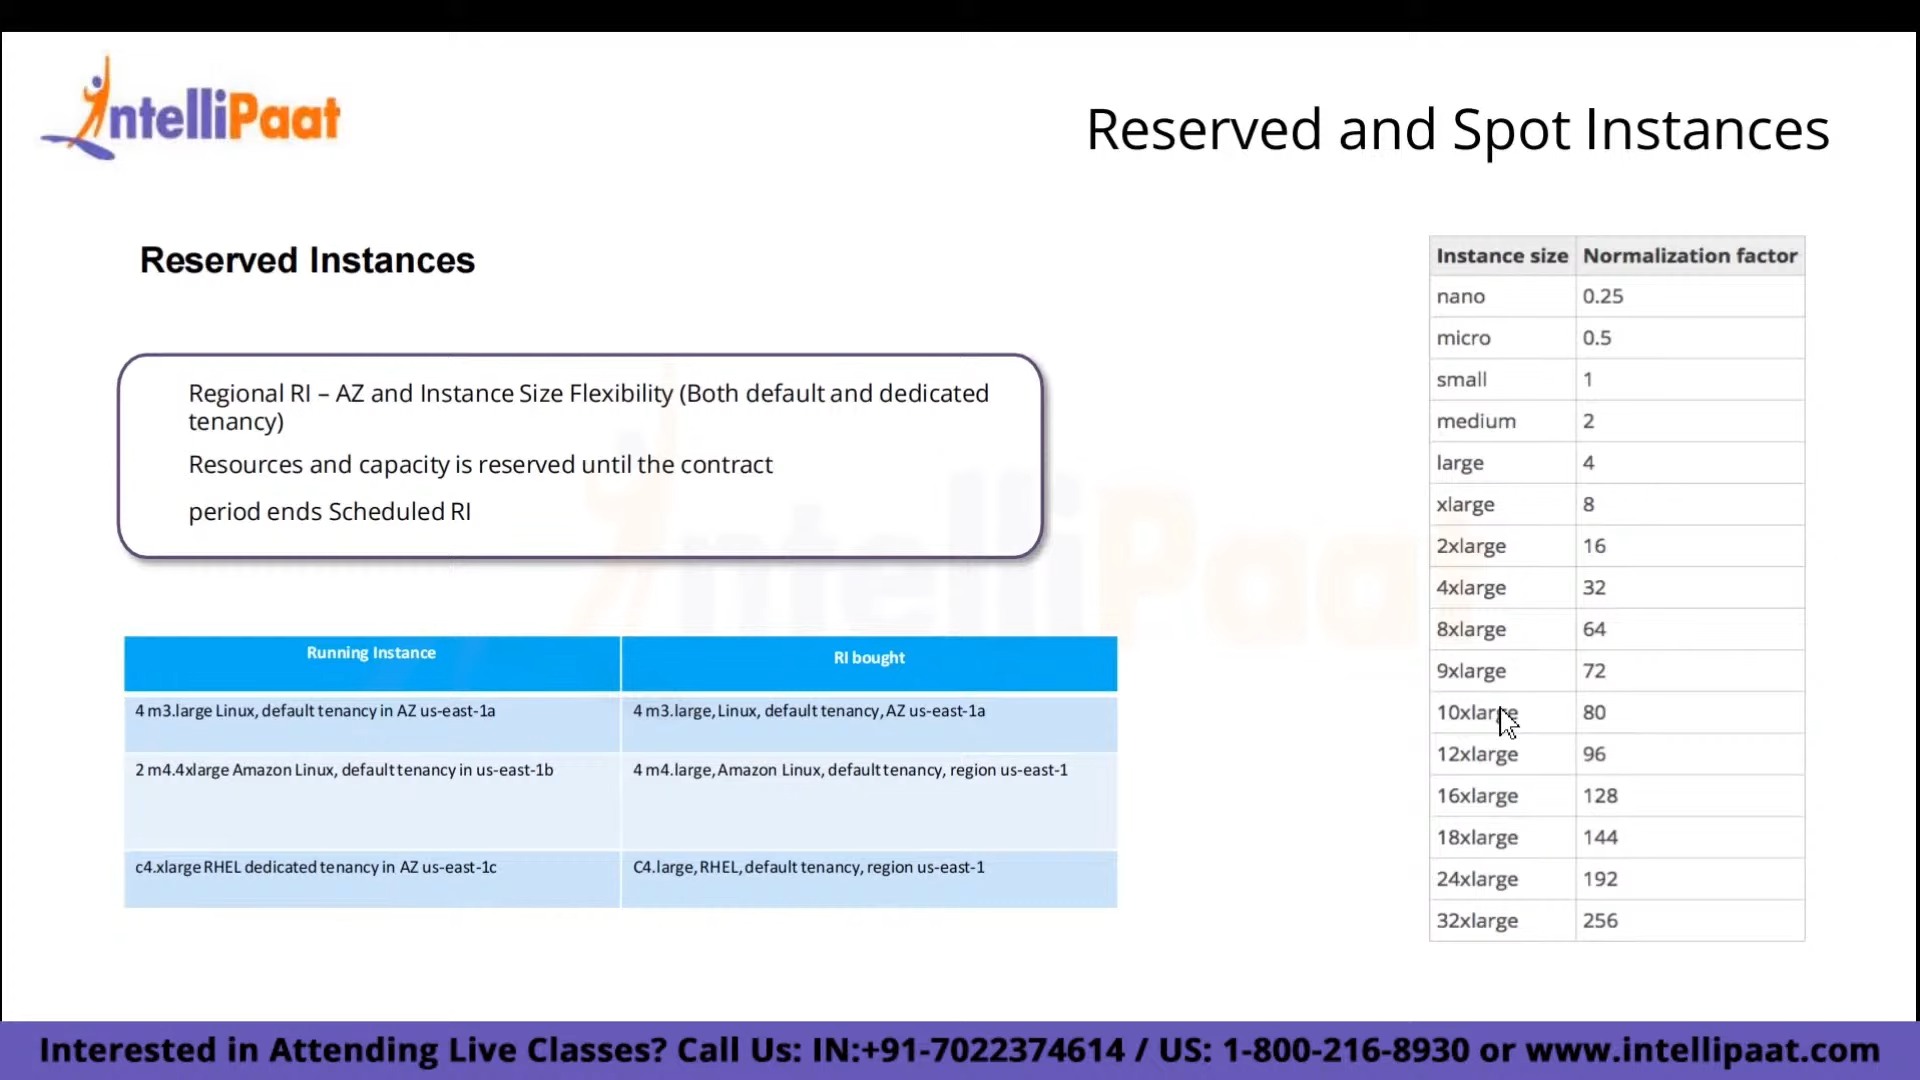 IntelliPaat
Reserved and Spot Instances
Reserved Instances
Regional RI – AZ and Instance Size Flexibility (Both default and dedicated
tenancy)
Resources and capacity is reserved until the contract
period ends Scheduled RI
Running Instance RI bought
4 m3.large Linux, default tenancy in AZ us-east-1a 4 m3.large, Linux, default tenancy, AZ us-east-1a
2 m4.4xlarge Amazon Linux, default tenancy in us-east-1b 4 m4.large, Amazon Linux, default tenancy, region us-east-1
c4.xlarge RHEL dedicated tenancy in AZ us-east-1c C4.large, RHEL, default tenancy, region us-east-1
Instance size Normalization factor
nano 0.25
micro 0.5
small 1
medium 2
large 4
xlarge 8
2xlarge 16
4xlarge 32
8xlarge 64
9xlarge 72
10xlarge 80
12xlarge 96
16xlarge 128
18xlarge 144
24xlarge 192
32xlarge 256
IntelliPaat
Interested in Attending Live Classes? Call Us: IN:+91-7022374614 / US: 1-800-216-8930 or www.intellipaat.com